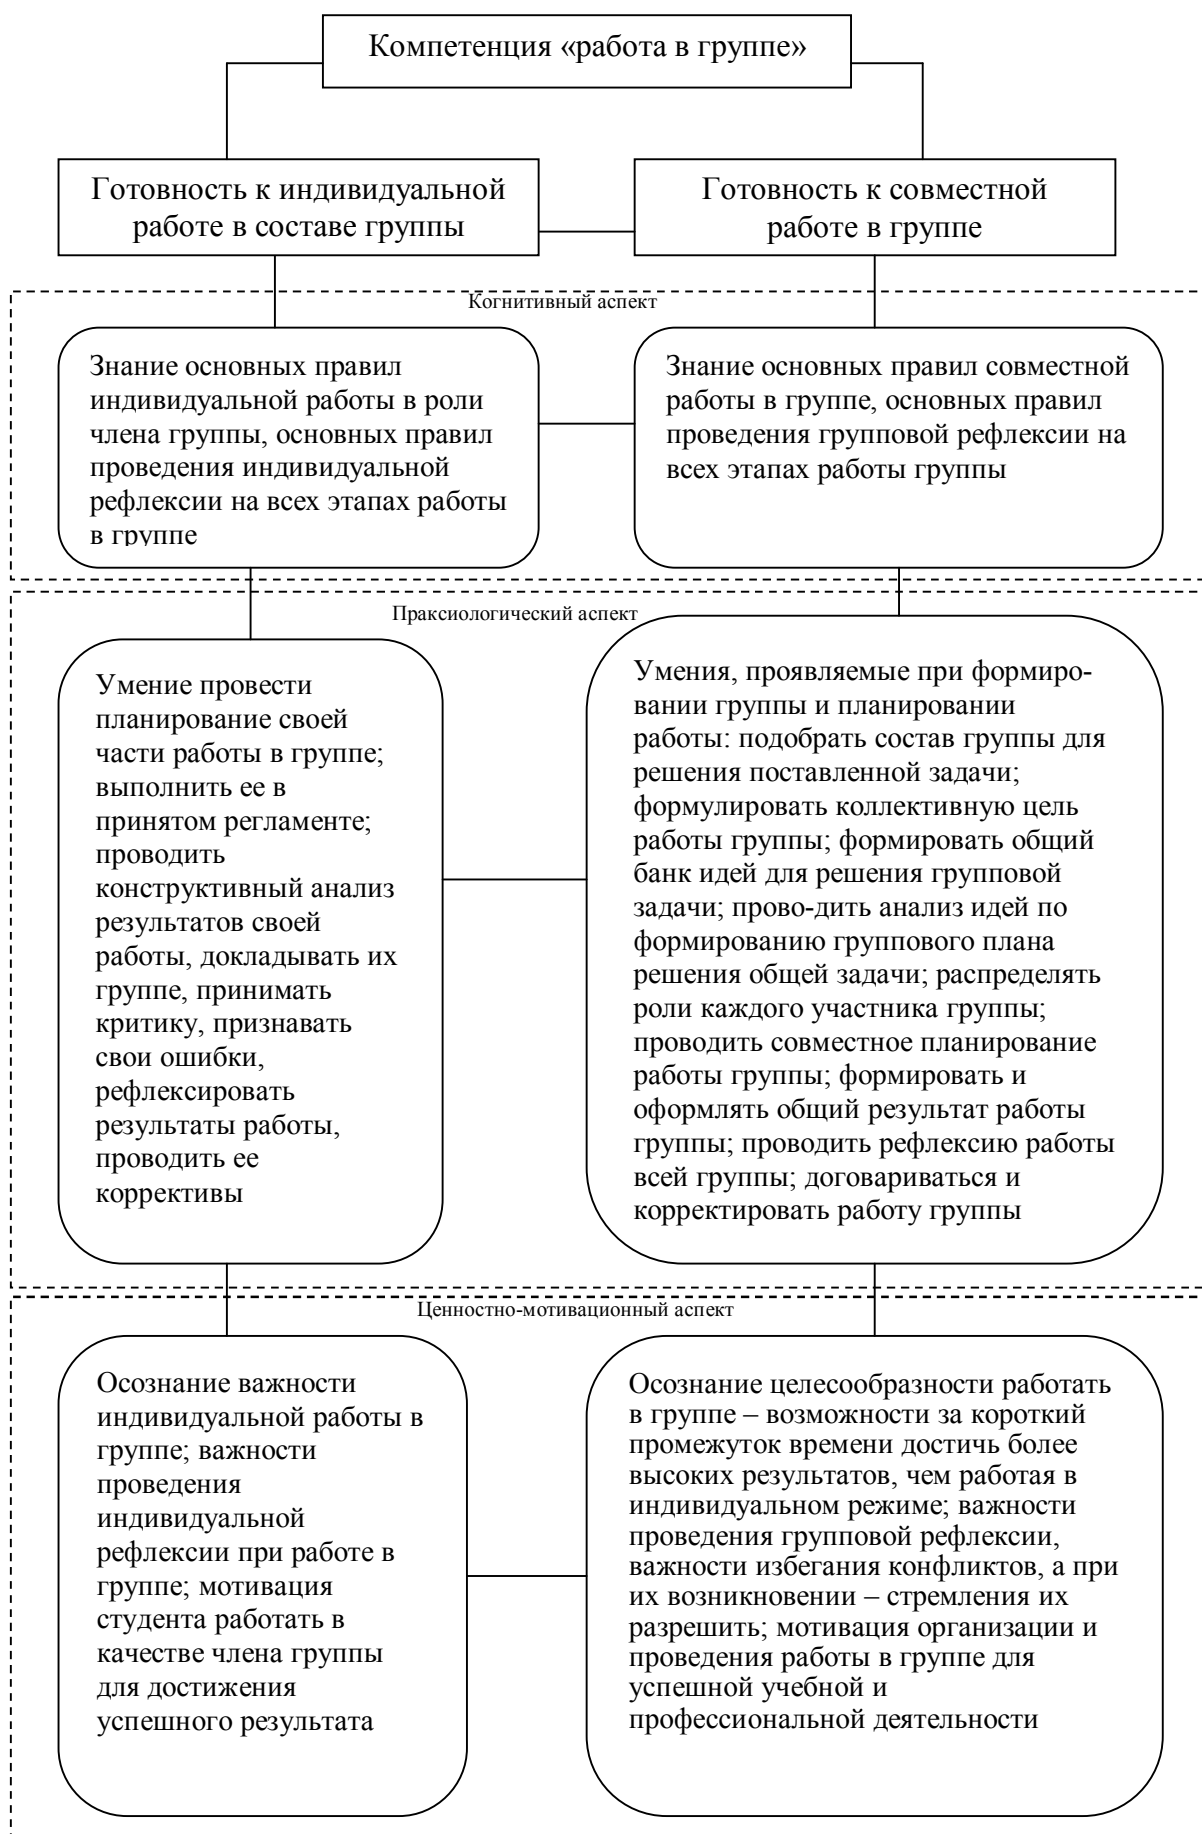 Компетенция «работа в группе»
Готовность к индивидуальной
работе в составе группы
Готовность к совместной
работе в группе
Когнитивный аспект
Знание основных правил
индивидуальной работы в роли
члена группы, основных правил
проведения индивидуальной
рефлексии на всех этапах работы
в группе
Знание основных правил совместной
работы в группе, основных правил
проведения групповой рефлексии на
всех этапах работы группы
Праксиологический аспект
Умение провести
планирование своей
части работы в группе;
выполнить ее в
принятом регламенте;
проводить
конструктивный анализ
результатов своей
работы, докладывать их
группе, принимать
критику, признавать
свои ошибки,
рефлексировать
результаты работы,
проводить ее
коррективы
Умения, проявляемые при формиро-
вании группы и планировании
работы: подобрать состав группы для
решения поставленной задачи;
формулировать коллективную цель
работы группы; формировать общий
банк идей для решения групповой
задачи; прово-дить анализ идей по
формированию группового плана
решения общей задачи; распределять
роли каждого участника группы;
проводить совместное планирование
работы группы; формировать и
оформлять общий результат работы
группы; проводить рефлексию работы
всей группы; договариваться и
корректировать работу группы
Ценностно-мотивационный аспект
Осознание важности
индивидуальной работы в
группе; важности
проведения
индивидуальной
рефлексии при работе в
группе; мотивация
студента работать в
качестве члена группы
для достижения
успешного результата
Осознание целесообразности работать
в группе – возможности за короткий
промежуток времени достичь более
высоких результатов, чем работая в
индивидуальном режиме; важности
проведения групповой рефлексии,
важности избегания конфликтов, а при
их возникновении – стремления их
разрешить; мотивация организации и
проведения работы в группе для
успешной учебной и
профессиональной деятельности